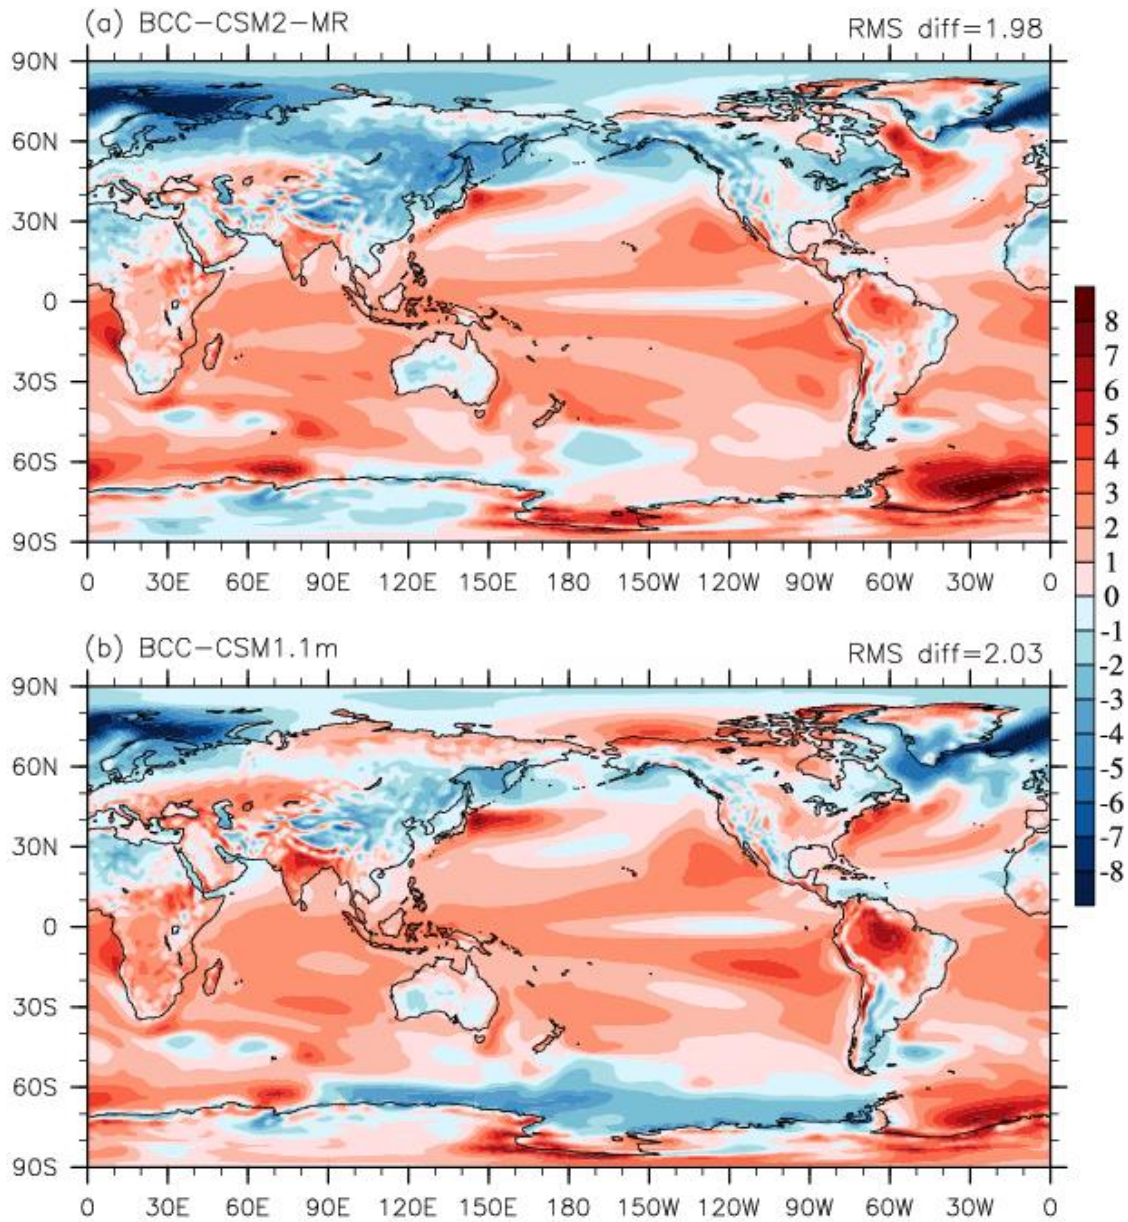 (a) BCC-CSM2-MR RMS diff=1.98
90N
60N
30N
0
30S
60S
90S
0 30E 60E 90E 120E 150E 180 150W 120W 90W 60W 30W 0
8
7
6
5
4
3
2
1
0
-1
-2
-3
-4
-5
-6
-7
-8
(b) BCC-CSM1.1m RMS diff=2.03
90N
60N
30N
0
30S
60S
90S
0 30E 60E 90E 120E 150E 180 150W 120W 90W 60W 30W 0